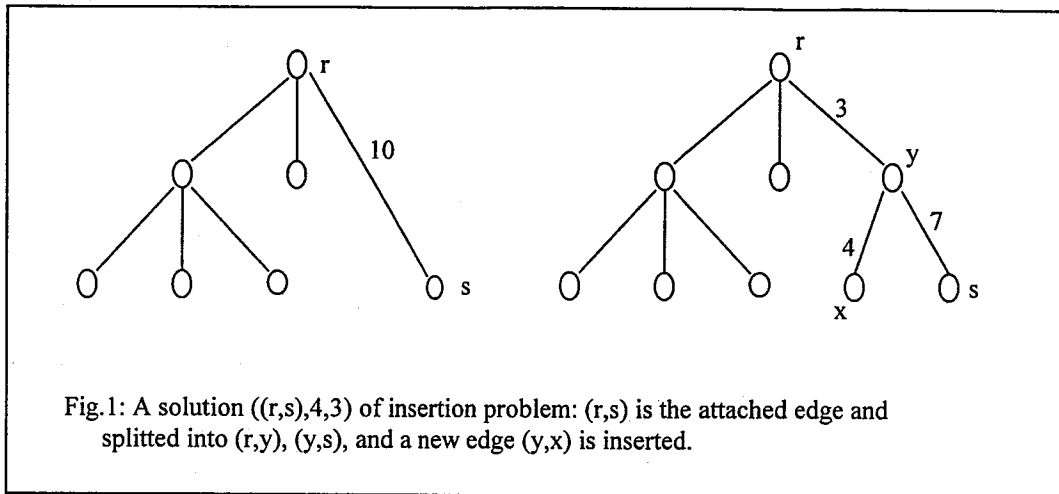 r
10
s
r
3
y
4
7
x
s
Fig.1: A solution ((r,s),4,3) of insertion problem: (r,s) is the attached edge and
splitted into (r,y), (y,s), and a new edge (y,x) is inserted.